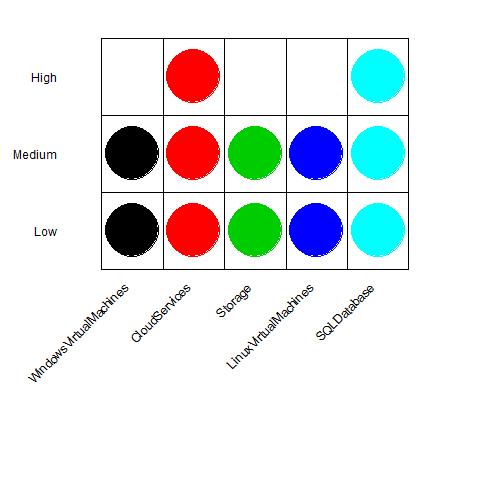 High
Medium
Low
WindowsVirtualMachines
CloudServices
Storage
LinuxVirtualMachines
SQLDatabase